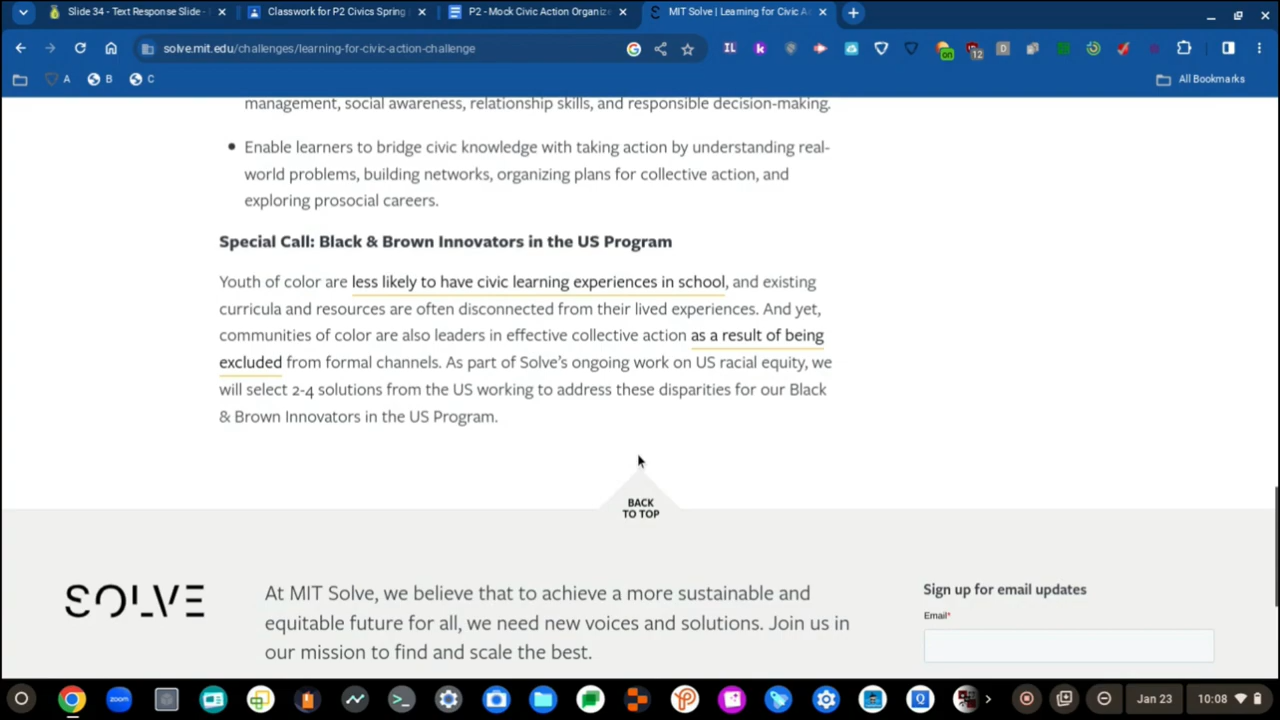 Slide 34 - Text Response Slide -
Classwork for P2 Civics Spring
P2 - Mock Civic Action Organize
MIT Solve | Learning for Civic A
solve.mit.edu/challenges/learning-for-civic-action-challenge
A
B
C
All Bookmarks
management, social awareness, relationship skills, and responsible decision-making.
Enable learners to bridge civic knowledge with taking action by understanding real-
world problems, building networks, organizing plans for collective action, and
exploring prosocial careers.
Special Call: Black & Brown Innovators in the US Program
Youth of color are less likely to have civic learning experiences in school, and existing
curricula and resources are often disconnected from their lived experiences. And yet,
communities of color are also leaders in effective collective action as a result of being
excluded from formal channels. As part of Solve's ongoing work on US racial equity, we
will select 2-4 solutions from the US working to address these disparities for our Black
& Brown Innovators in the US Program.
BACK
TO TOP
SOLVE
At MIT Solve, we believe that to achieve a more sustainable and
equitable future for all, we need new voices and solutions. Join us in
our mission to find and scale the best.
Sign up for email updates
Email*
zoom
Jan 23
10:08